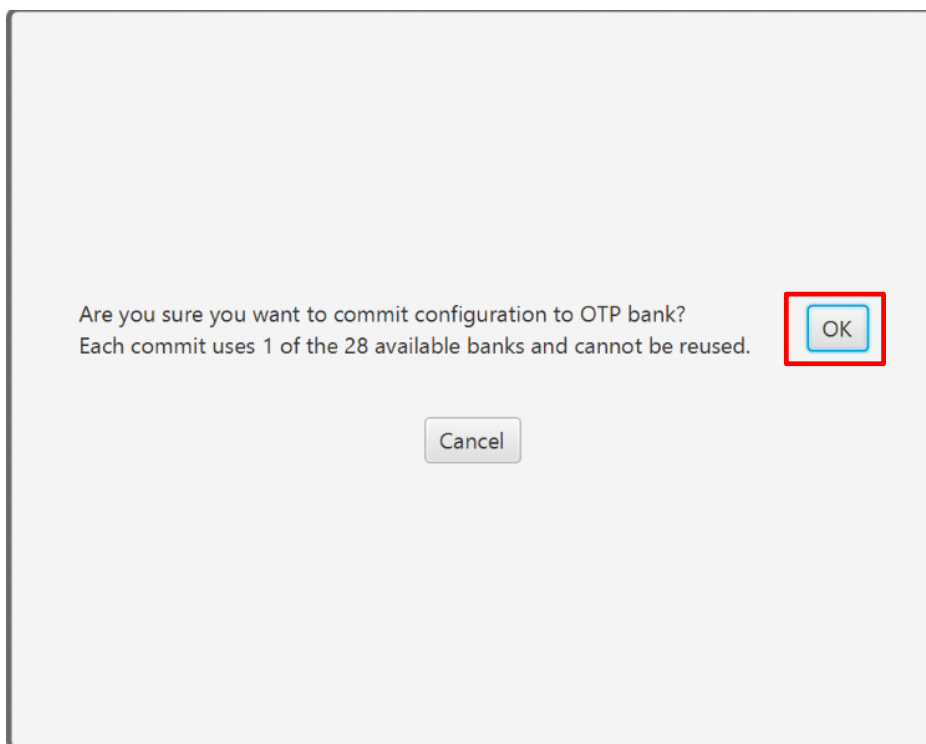 Are you sure you want to commit configuration to OTP bank?
Each commit uses 1 of the 28 available banks and cannot be reused.
OK
Cancel